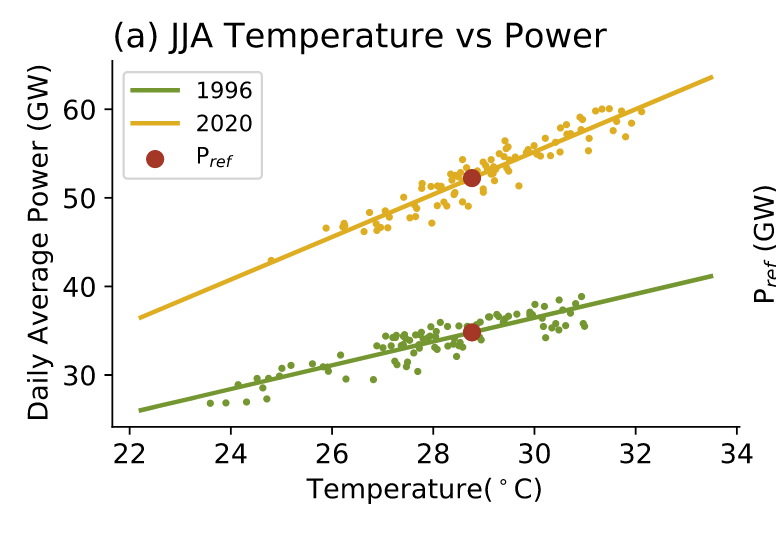 (a) JJA Temperature vs Power
1996
2020
P_ref
Daily Average Power (GW)
60
50
40
30
22 24 26 28 30 32 34
Temperature(°C)
P_ref (GW)